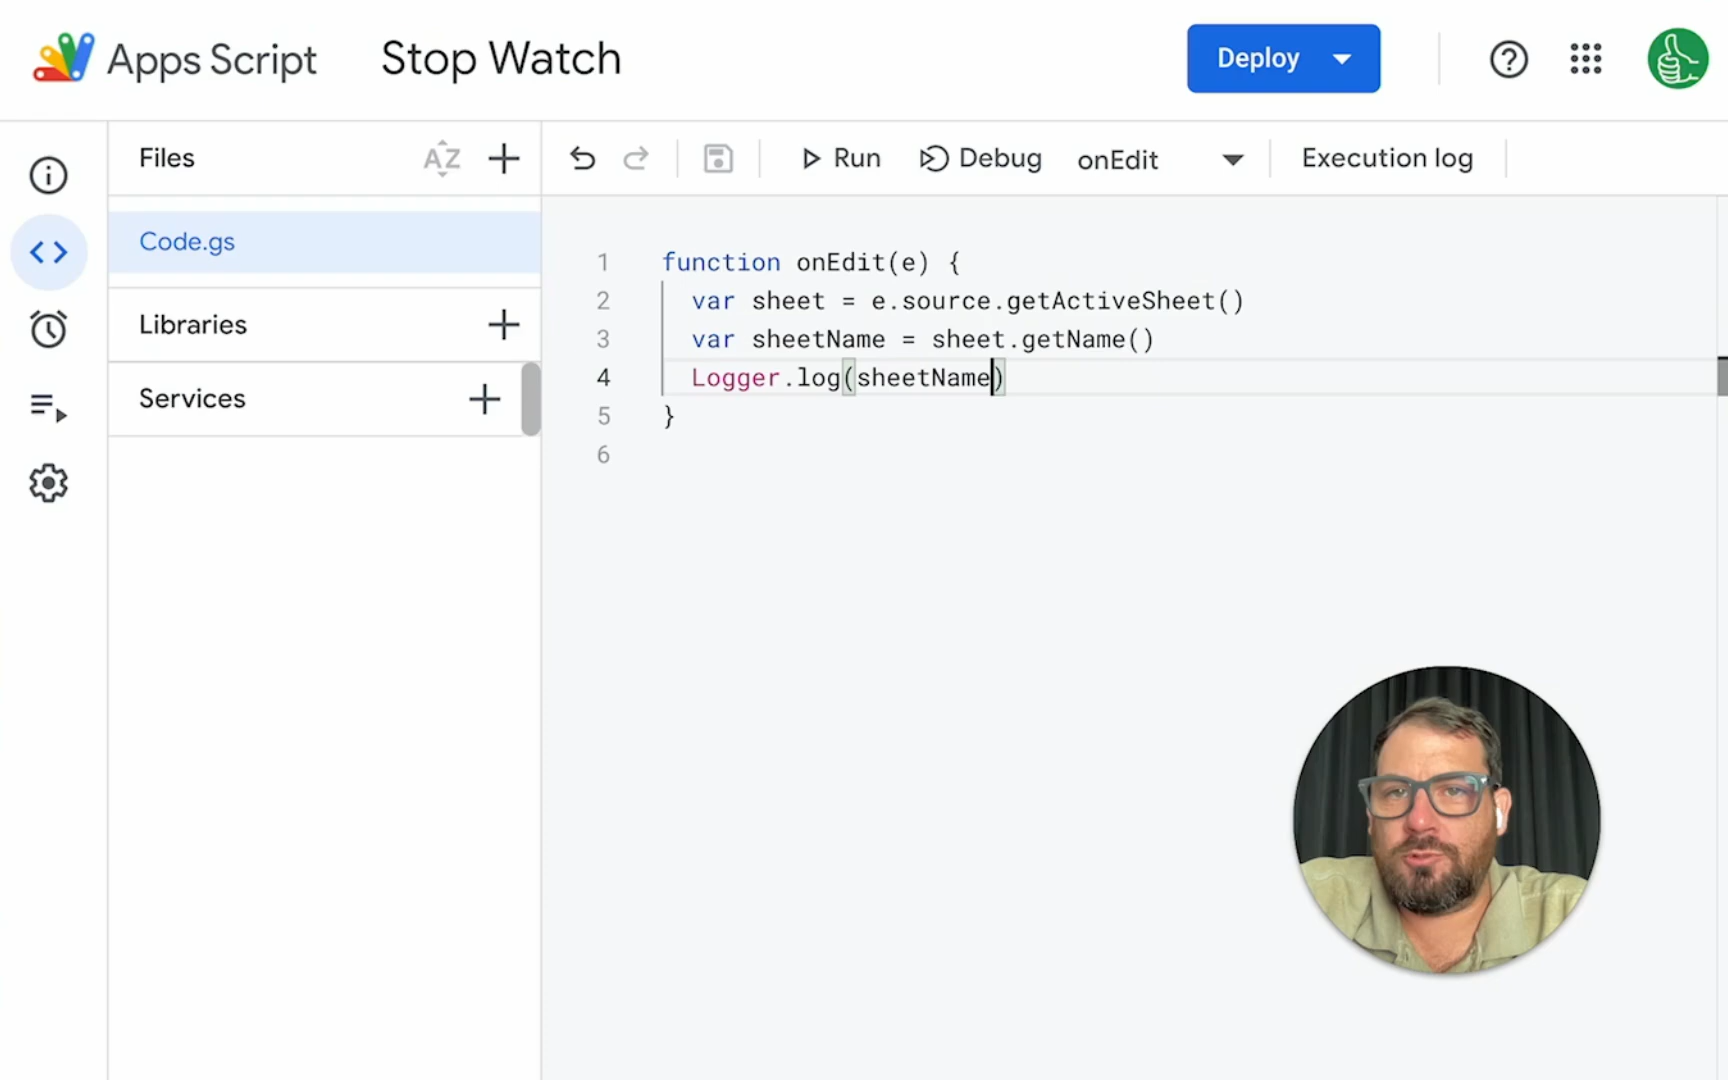 Apps Script
Stop Watch
Deploy
Files
AZ
Run
Debug
onEdit
Execution log
Code.gs
Libraries
Services
1 function onEdit(e) {
2 var sheet = e.source.getActiveSheet()
3 var sheetName = sheet.getName()
4 Logger.log(sheetName)
5 }
6